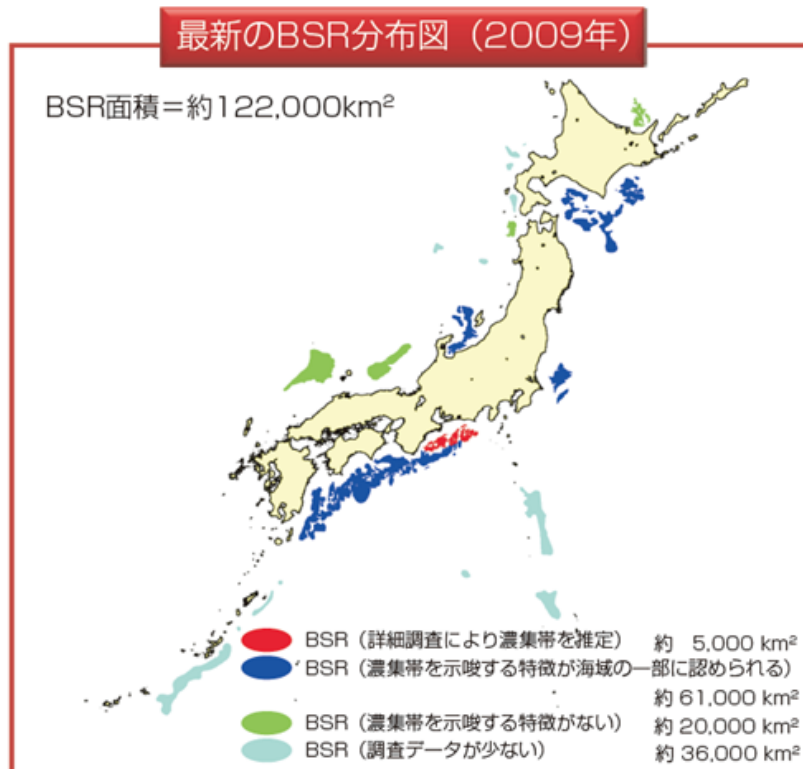 最新のBSR分布図（2009年）
BSR面積＝約122,000km²
BSR（詳細調査により濃集帯を推定） 約 5,000 km²
BSR（濃集帯を示唆する特徴が海域の一部に認められる）
約 61,000 km²
BSR（濃集帯を示唆する特徴がない） 約 20,000 km²
BSR（調査データが少ない） 約 36,000 km²